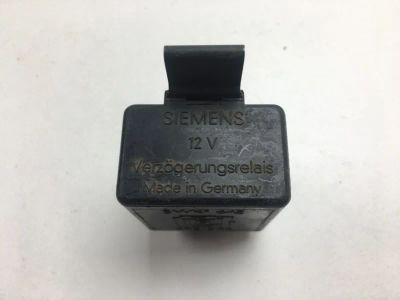 SIEMENS
12 V
Verzögerungsrelais
Made in Germany